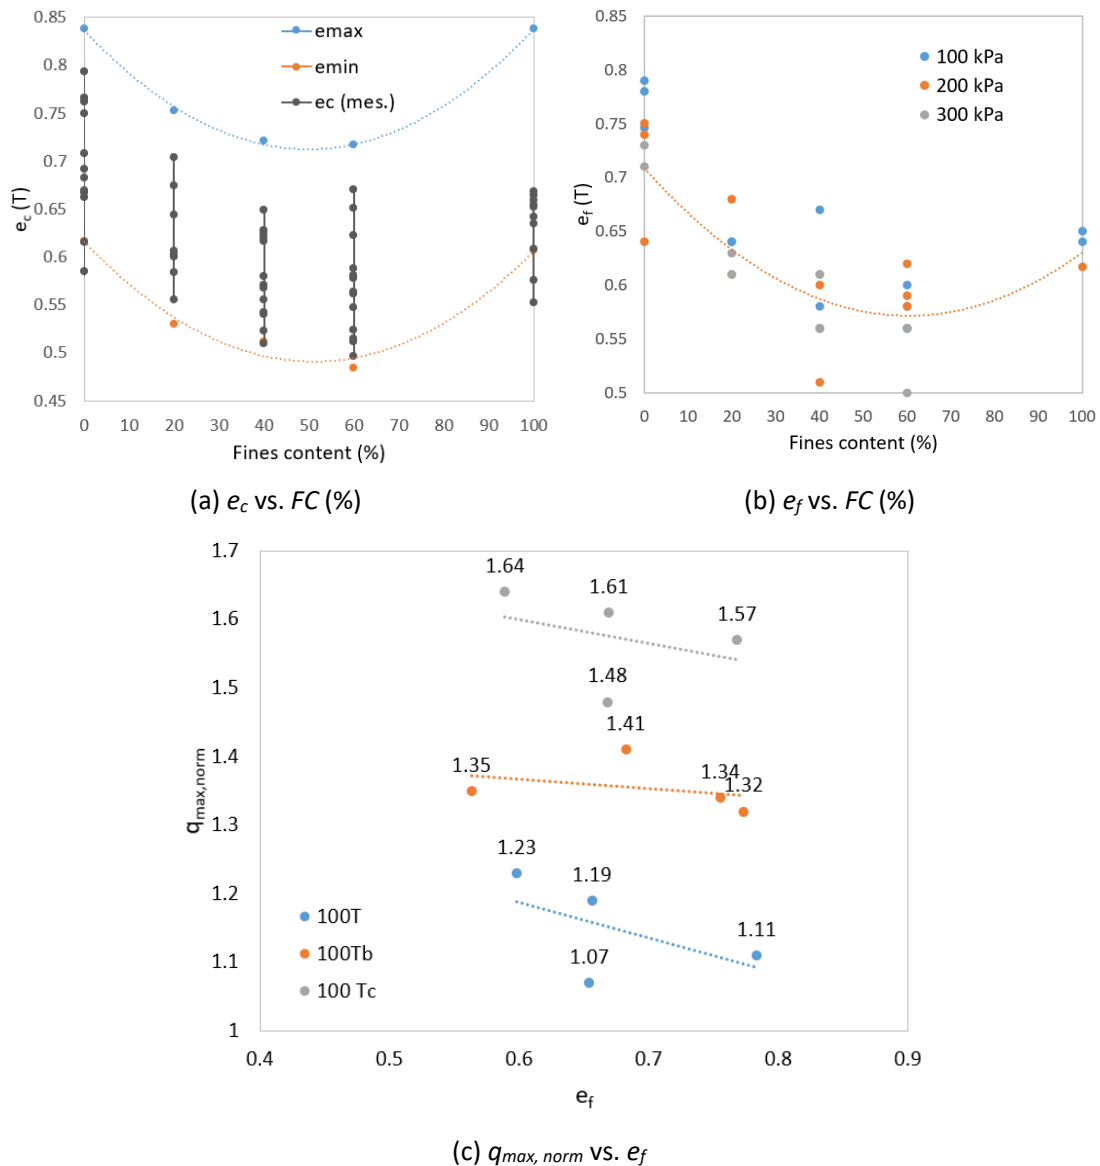 0.85
0.8
0.75
0.7
0.65
0.6
0.55
0.5
0.45
e_c (T)
emax
emin
ec (mes.)
0 10 20 30 40 50 60 70 80 90 100
Fines content (%)
(a) e_c vs. FC (%)
0.85
0.8
0.75
0.7
0.65
0.6
0.55
0.5
e_f (T)
100 kPa
200 kPa
300 kPa
0 10 20 30 40 50 60 70 80 90 100
Fines content (%)
(b) e_f vs. FC (%)
1.7
1.6
1.5
1.4
1.3
1.2
1.1
1
q_max,norm
1.64
1.61
1.57
1.48
1.41
1.35
1.34
1.32
1.23
1.19
1.11
1.07
100T
100Tb
100 Tc
0.4 0.5 0.6 0.7 0.8 0.9
e_f
(c) q_max, norm vs. e_f